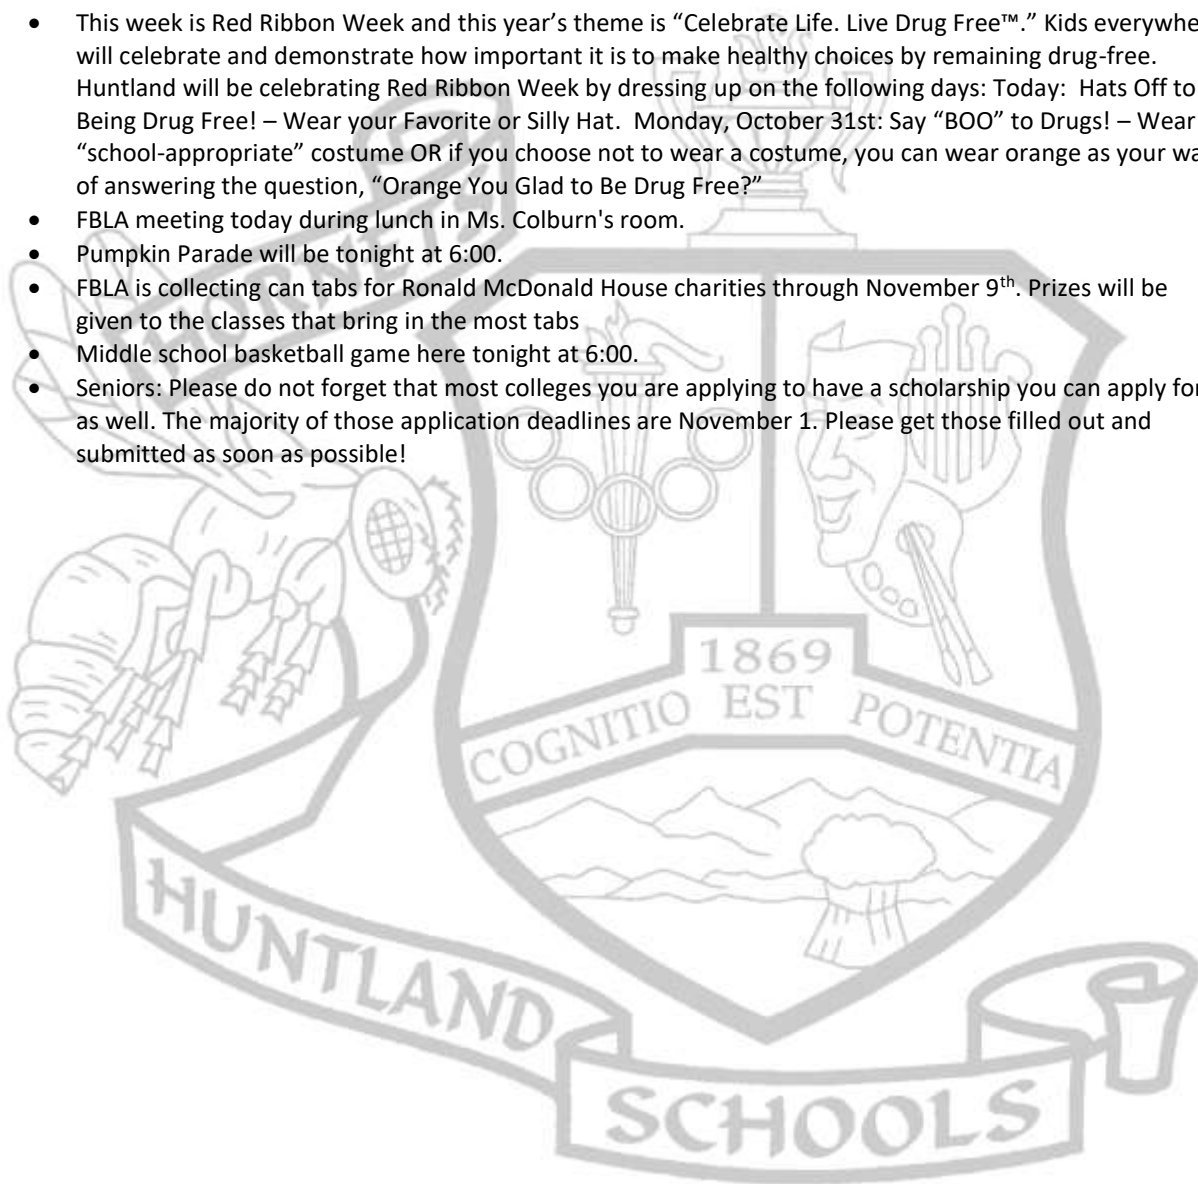 • This week is Red Ribbon Week and this year’s theme is “Celebrate Life. Live Drug Free™.” Kids everywhe
will celebrate and demonstrate how important it is to make healthy choices by remaining drug-free.
Huntland will be celebrating Red Ribbon Week by dressing up on the following days: Today:  Hats Off to
Being Drug Free! – Wear your Favorite or Silly Hat.  Monday, October 31st: Say “BOO” to Drugs! – Wear
“school-appropriate” costume OR if you choose not to wear a costume, you can wear orange as your wa
of answering the question, “Orange You Glad to Be Drug Free?”
• FBLA meeting today during lunch in Ms. Colburn's room.
• Pumpkin Parade will be tonight at 6:00.
• FBLA is collecting can tabs for Ronald McDonald House charities through November 9th. Prizes will be
given to the classes that bring in the most tabs
• Middle school basketball game here tonight at 6:00.
• Seniors: Please do not forget that most colleges you are applying to have a scholarship you can apply for
as well. The majority of those application deadlines are November 1. Please get those filled out and
submitted as soon as possible!
HORNETS
1869
COGNITIO EST POTENTIA
HUNTLAND
SCHOOLS